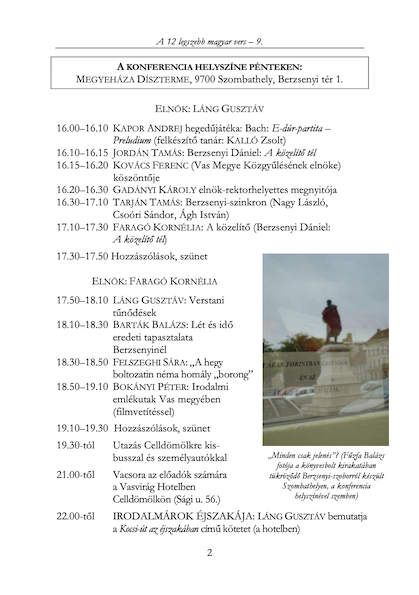 A 12 legszebb magyar vers – 9.
A KONFERENCIA HELYSZÍNE PÉNTEKEN:
MEGYEHÁZA DÍSZTERME, 9700 Szombathely, Berzsenyi tér 1.
ELNÖK: LÁNG GUSZTÁV
16.00–16.10 KAPOR ANDREJ hegedűjátéka: Bach: E-dúr-partita –
Preludium (felkészítő tanár: KALLÓ Zsolt)
16.10–16.15 JORDÁN TAMÁS: Berzsenyi Dániel: A közelítő tél
16.15–16.20 KOVÁCS FERENC (Vas Megye Közgyűlésének elnöke)
köszöntője
16.20–16.30 GADÁNYI KÁROLY elnök-rektorhelyettes megnyitója
16.30–17.10 TARJÁN TAMÁS: Berzsenyi-szinkron (Nagy László,
Csoóri Sándor, Ágh István)
17.10–17.30 FARAGÓ KORNÉLIA: A közelítő (Berzsenyi Dániel:
A közelítő tél)
17.30–17.50 Hozzászólások, szünet
ELNÖK: FARAGÓ KORNÉLIA
17.50–18.10 LÁNG GUSZTÁV: Verstani
tűnődések
18.10–18.30 BARTÁK BALÁZS: Lét és idő
eredeti tapasztalata
Berzsenyinél
18.30–18.50 FELSZEGHI SÁRA: „A hegy
boltozatin néma homály „borong”
18.50–19.10 BOKÁNYI PÉTER: Irodalmi
emlékutak Vas megyében
(filmvetítéssel)
19.10–19.30 Hozzászólások, szünet
19.30-tól Utazás Celldömölkre kis-
busszal és személyautókkal
21.00-tól Vacsora az előadók számára
a Vasvirág Hotelben
Celldömölkön (Sági u. 56.)
22.00-től IRODALMÁROK ÉJSZAKÁJA: LÁNG GUSZTÁV bemutatja
a Kocsi-út az éjszakában című kötetet (a hotelben)
„Minden csak jelenés”? (Fűzfa Balázs
fotója a könyvesbolt kirakatában
tükröződő Berzsenyi-szoborról készült
Szombathelyen, a konferencia
helyszínével szemben)
2